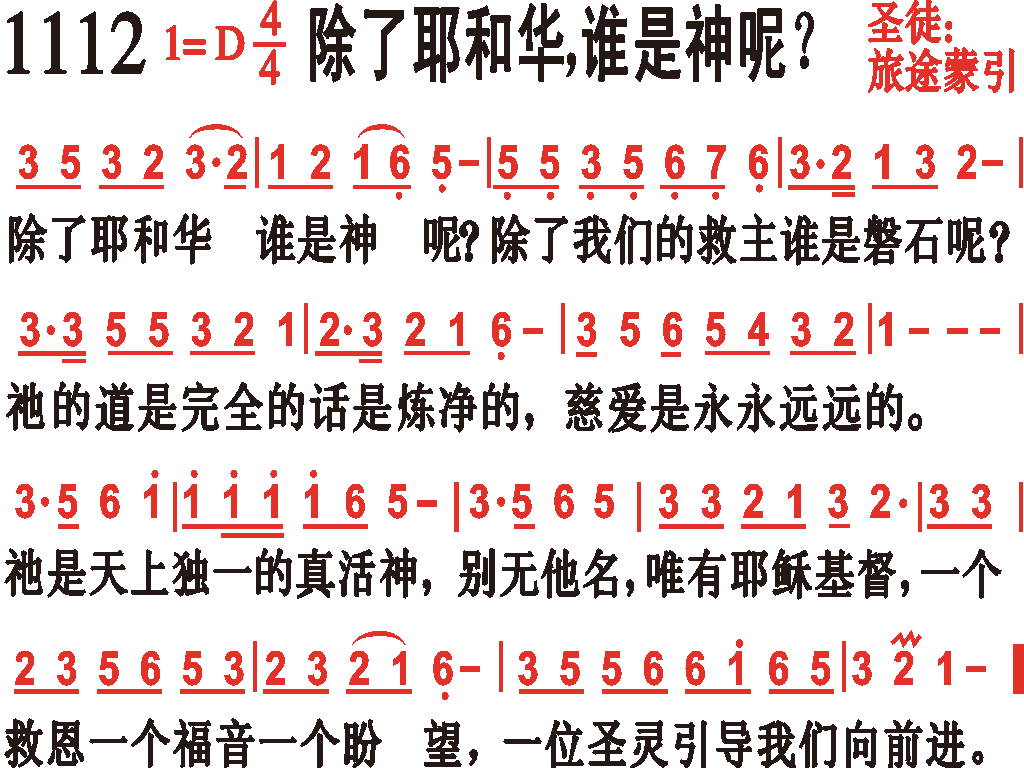 1112 1=D 4/4 除了耶和华,谁是神呢? 圣徒:
旅途蒙引
3 5 3 2 3·2|1 2 1 6 5-|5 5 3 5 6 7 6|3·2 1 3 2-|
除了耶和华 谁是神 呢?除了我们的救主谁是磐石呢?
3·3 5 5 3 2 1|2·3 2 1 6-|3 5 6 5 4 3 2|1---|
祂的道是完全的话是炼净的,慈爱是永永远远的。
3·5 6 1|1 1 1 1 6 5-|3·5 6 5|3 3 2 1 3 2·|3 3|
祂是天上独一的真活神,别无他名,唯有耶稣基督,一个
2 3 5 6 5 3|2 3 2 1 6-|3 5 5 6 6 1 6 5|3 2 1-
救恩一个福音一个盼 望,一位圣灵引导我们向前进。